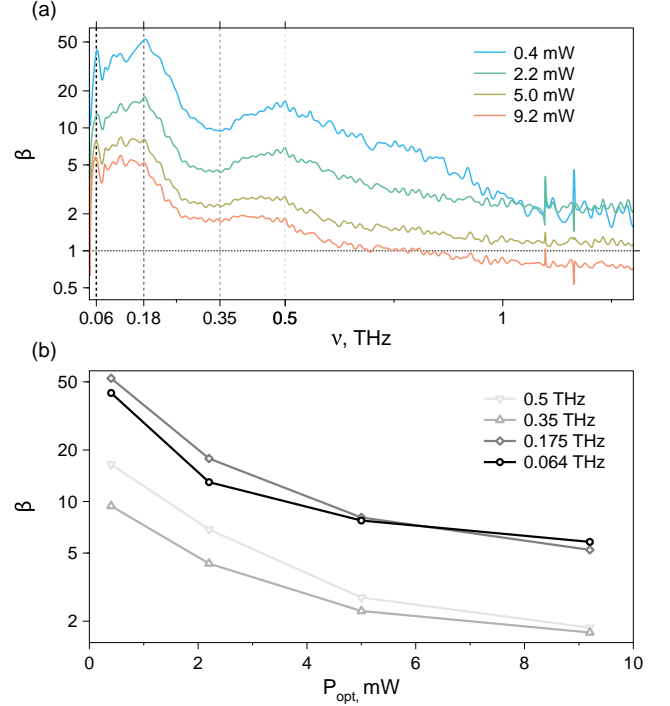 (a)
50
20
10
5
2
1
0.5
β
0.4 mW
2.2 mW
5.0 mW
9.2 mW
0.06 0.18 0.35 0.5 1
ν, THz
(b)
50
20
10
5
2
β
0.5 THz
0.35 THz
0.175 THz
0.064 THz
0 2 4 6 8 10
P_opt, mW